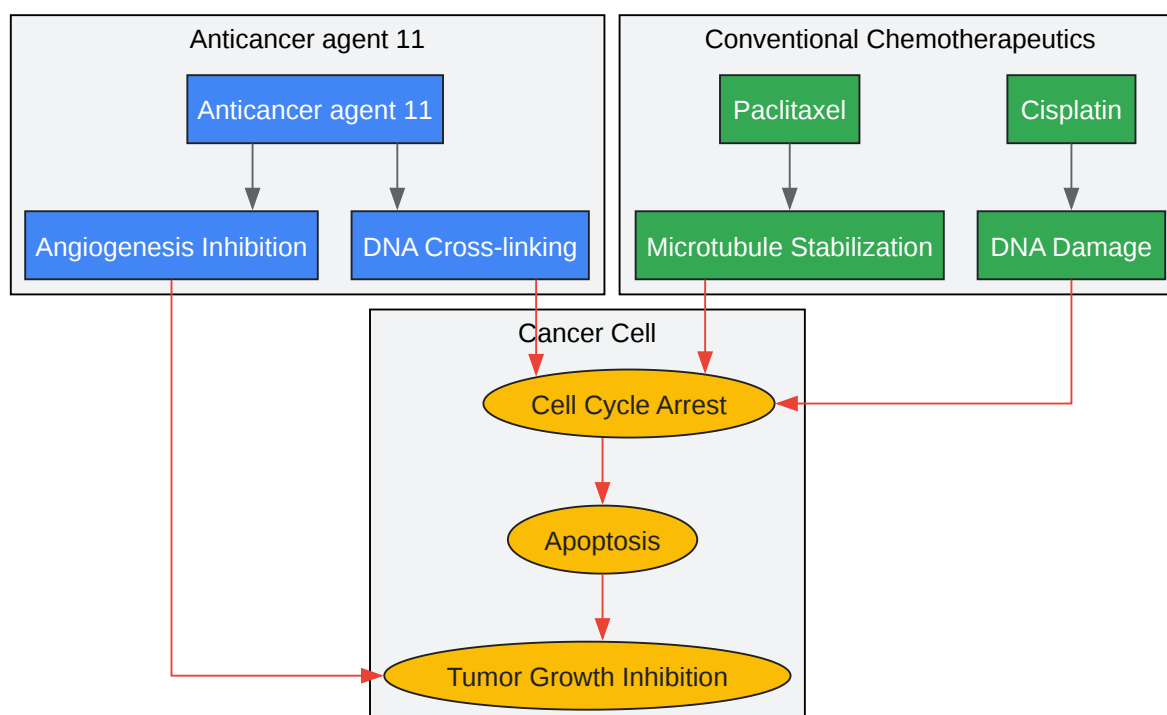 Anticancer agent 11
Conventional Chemotherapeutics
Anticancer agent 11
Paclitaxel
Cisplatin
Angiogenesis Inhibition
DNA Cross-linking
Microtubule Stabilization
DNA Damage
Cancer Cell
Cell Cycle Arrest
Apoptosis
Tumor Growth Inhibition